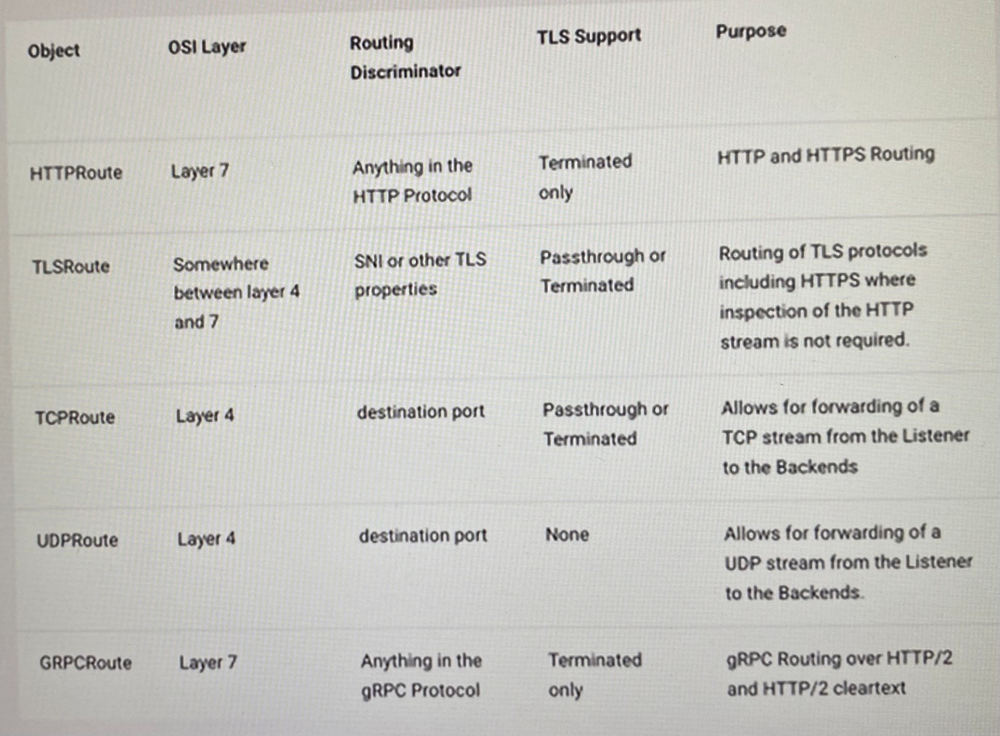 Object
OSI Layer
Routing
Discriminator
TLS Support
Purpose
HTTPRoute
Layer 7
Anything in the
HTTP Protocol
Terminated
only
HTTP and HTTPS Routing
TLSRoute
Somewhere
between layer 4
and 7
SNI or other TLS
properties
Passthrough or
Terminated
Routing of TLS protocols
including HTTPS where
inspection of the HTTP
stream is not required.
TCPRoute
Layer 4
destination port
Passthrough or
Terminated
Allows for forwarding of a
TCP stream from the Listener
to the Backends
UDPRoute
Layer 4
destination port
None
Allows for forwarding of a
UDP stream from the Listener
to the Backends.
GRPCRoute
Layer 7
Anything in the
gRPC Protocol
Terminated
only
gRPC Routing over HTTP/2
and HTTP/2 cleartext